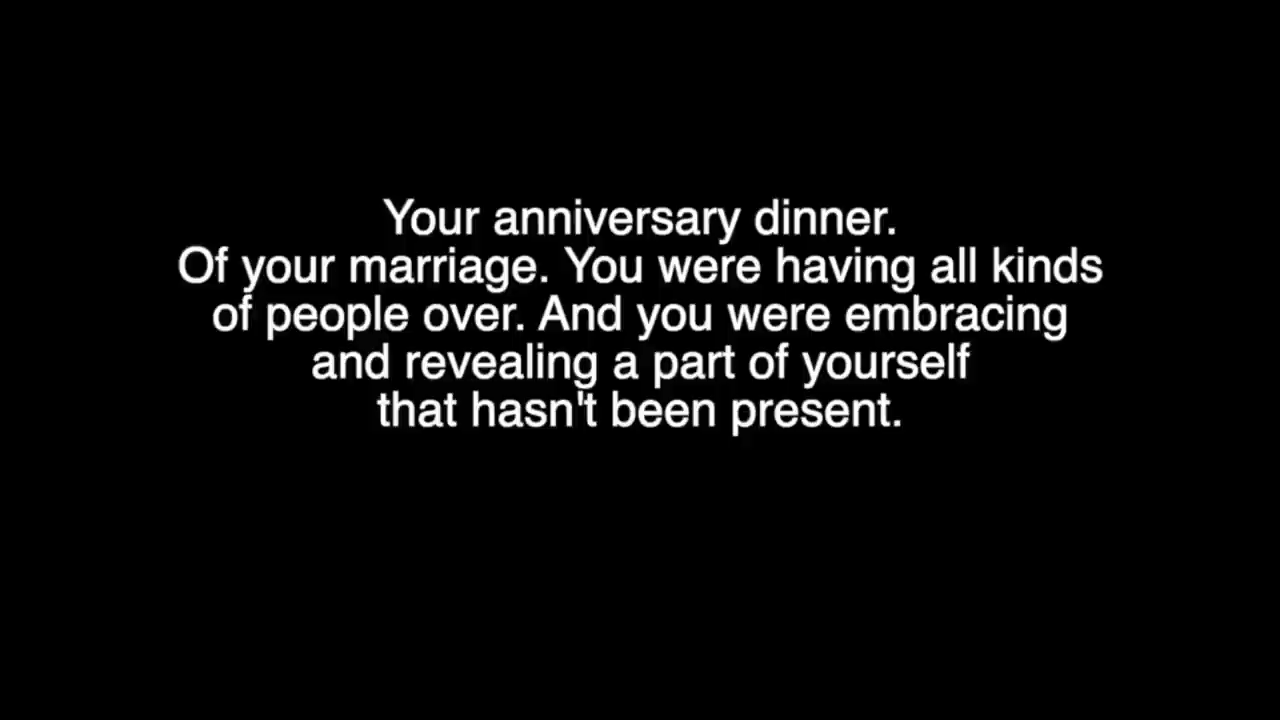 Your anniversary dinner.
Of your marriage. You were having all kinds
of people over. And you were embracing
and revealing a part of yourself
that hasn't been present.